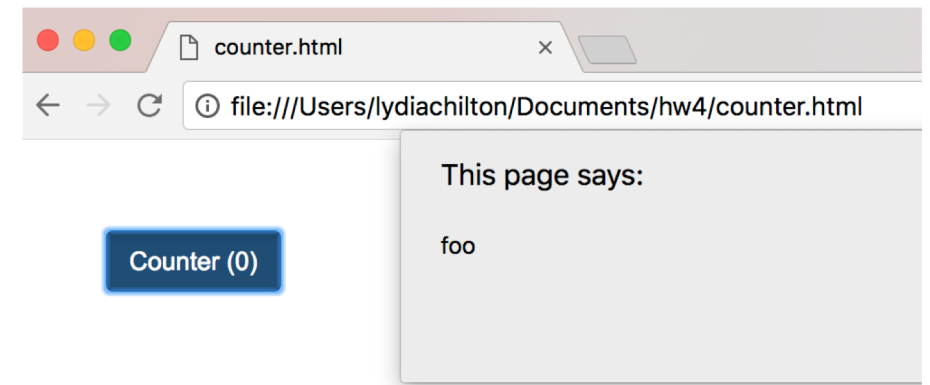 counter.html
file:///Users/lydiachilton/Documents/hw4/counter.html
This page says:
foo
Counter (0)